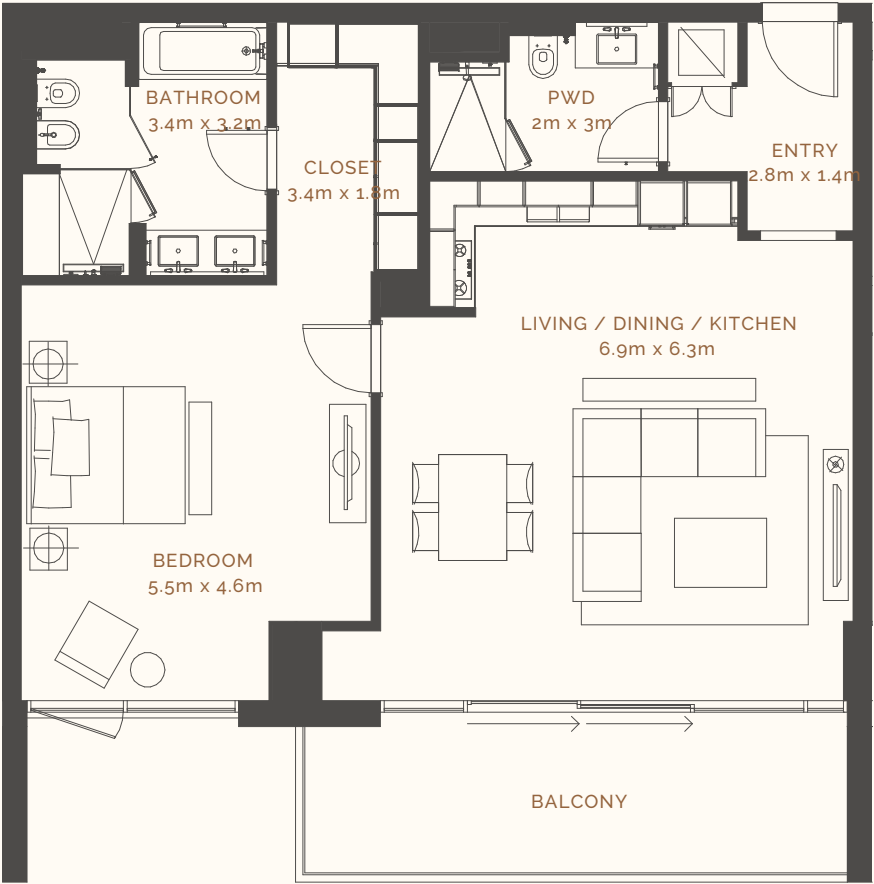 BATHROOM
3.4m x 3.2m
PWD
2m x 3m
ENTRY
2.8m x 1.4m
CLOSET
3.4m x 1.8m
LIVING / DINING / KITCHEN
6.9m x 6.3m
BEDROOM
5.5m x 4.6m
BALCONY